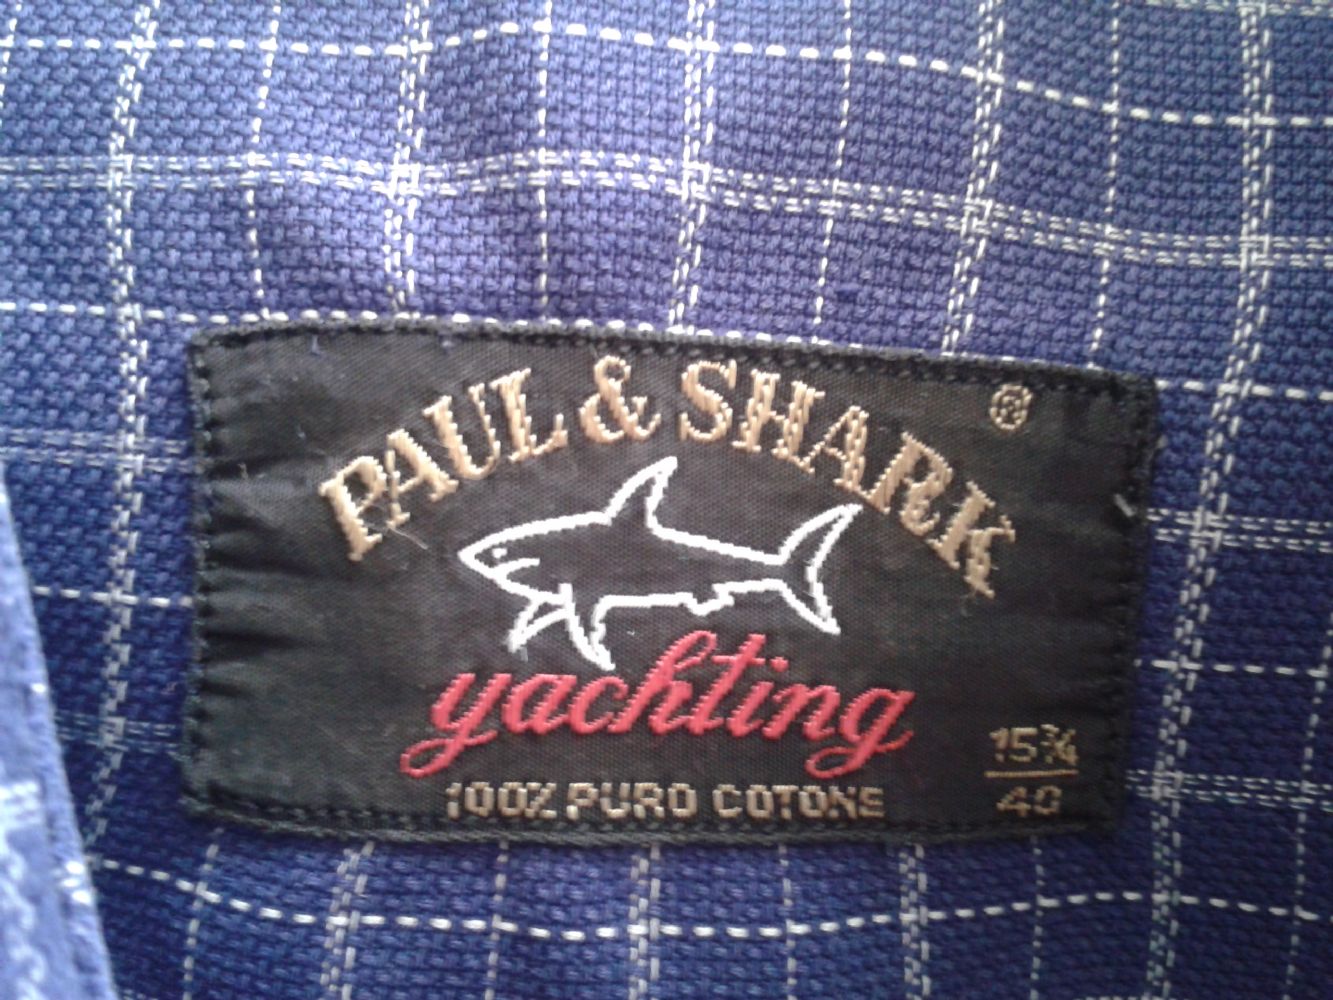 PAUL & SHARK ®
yachting
100% PURO COTONE
15¾
40